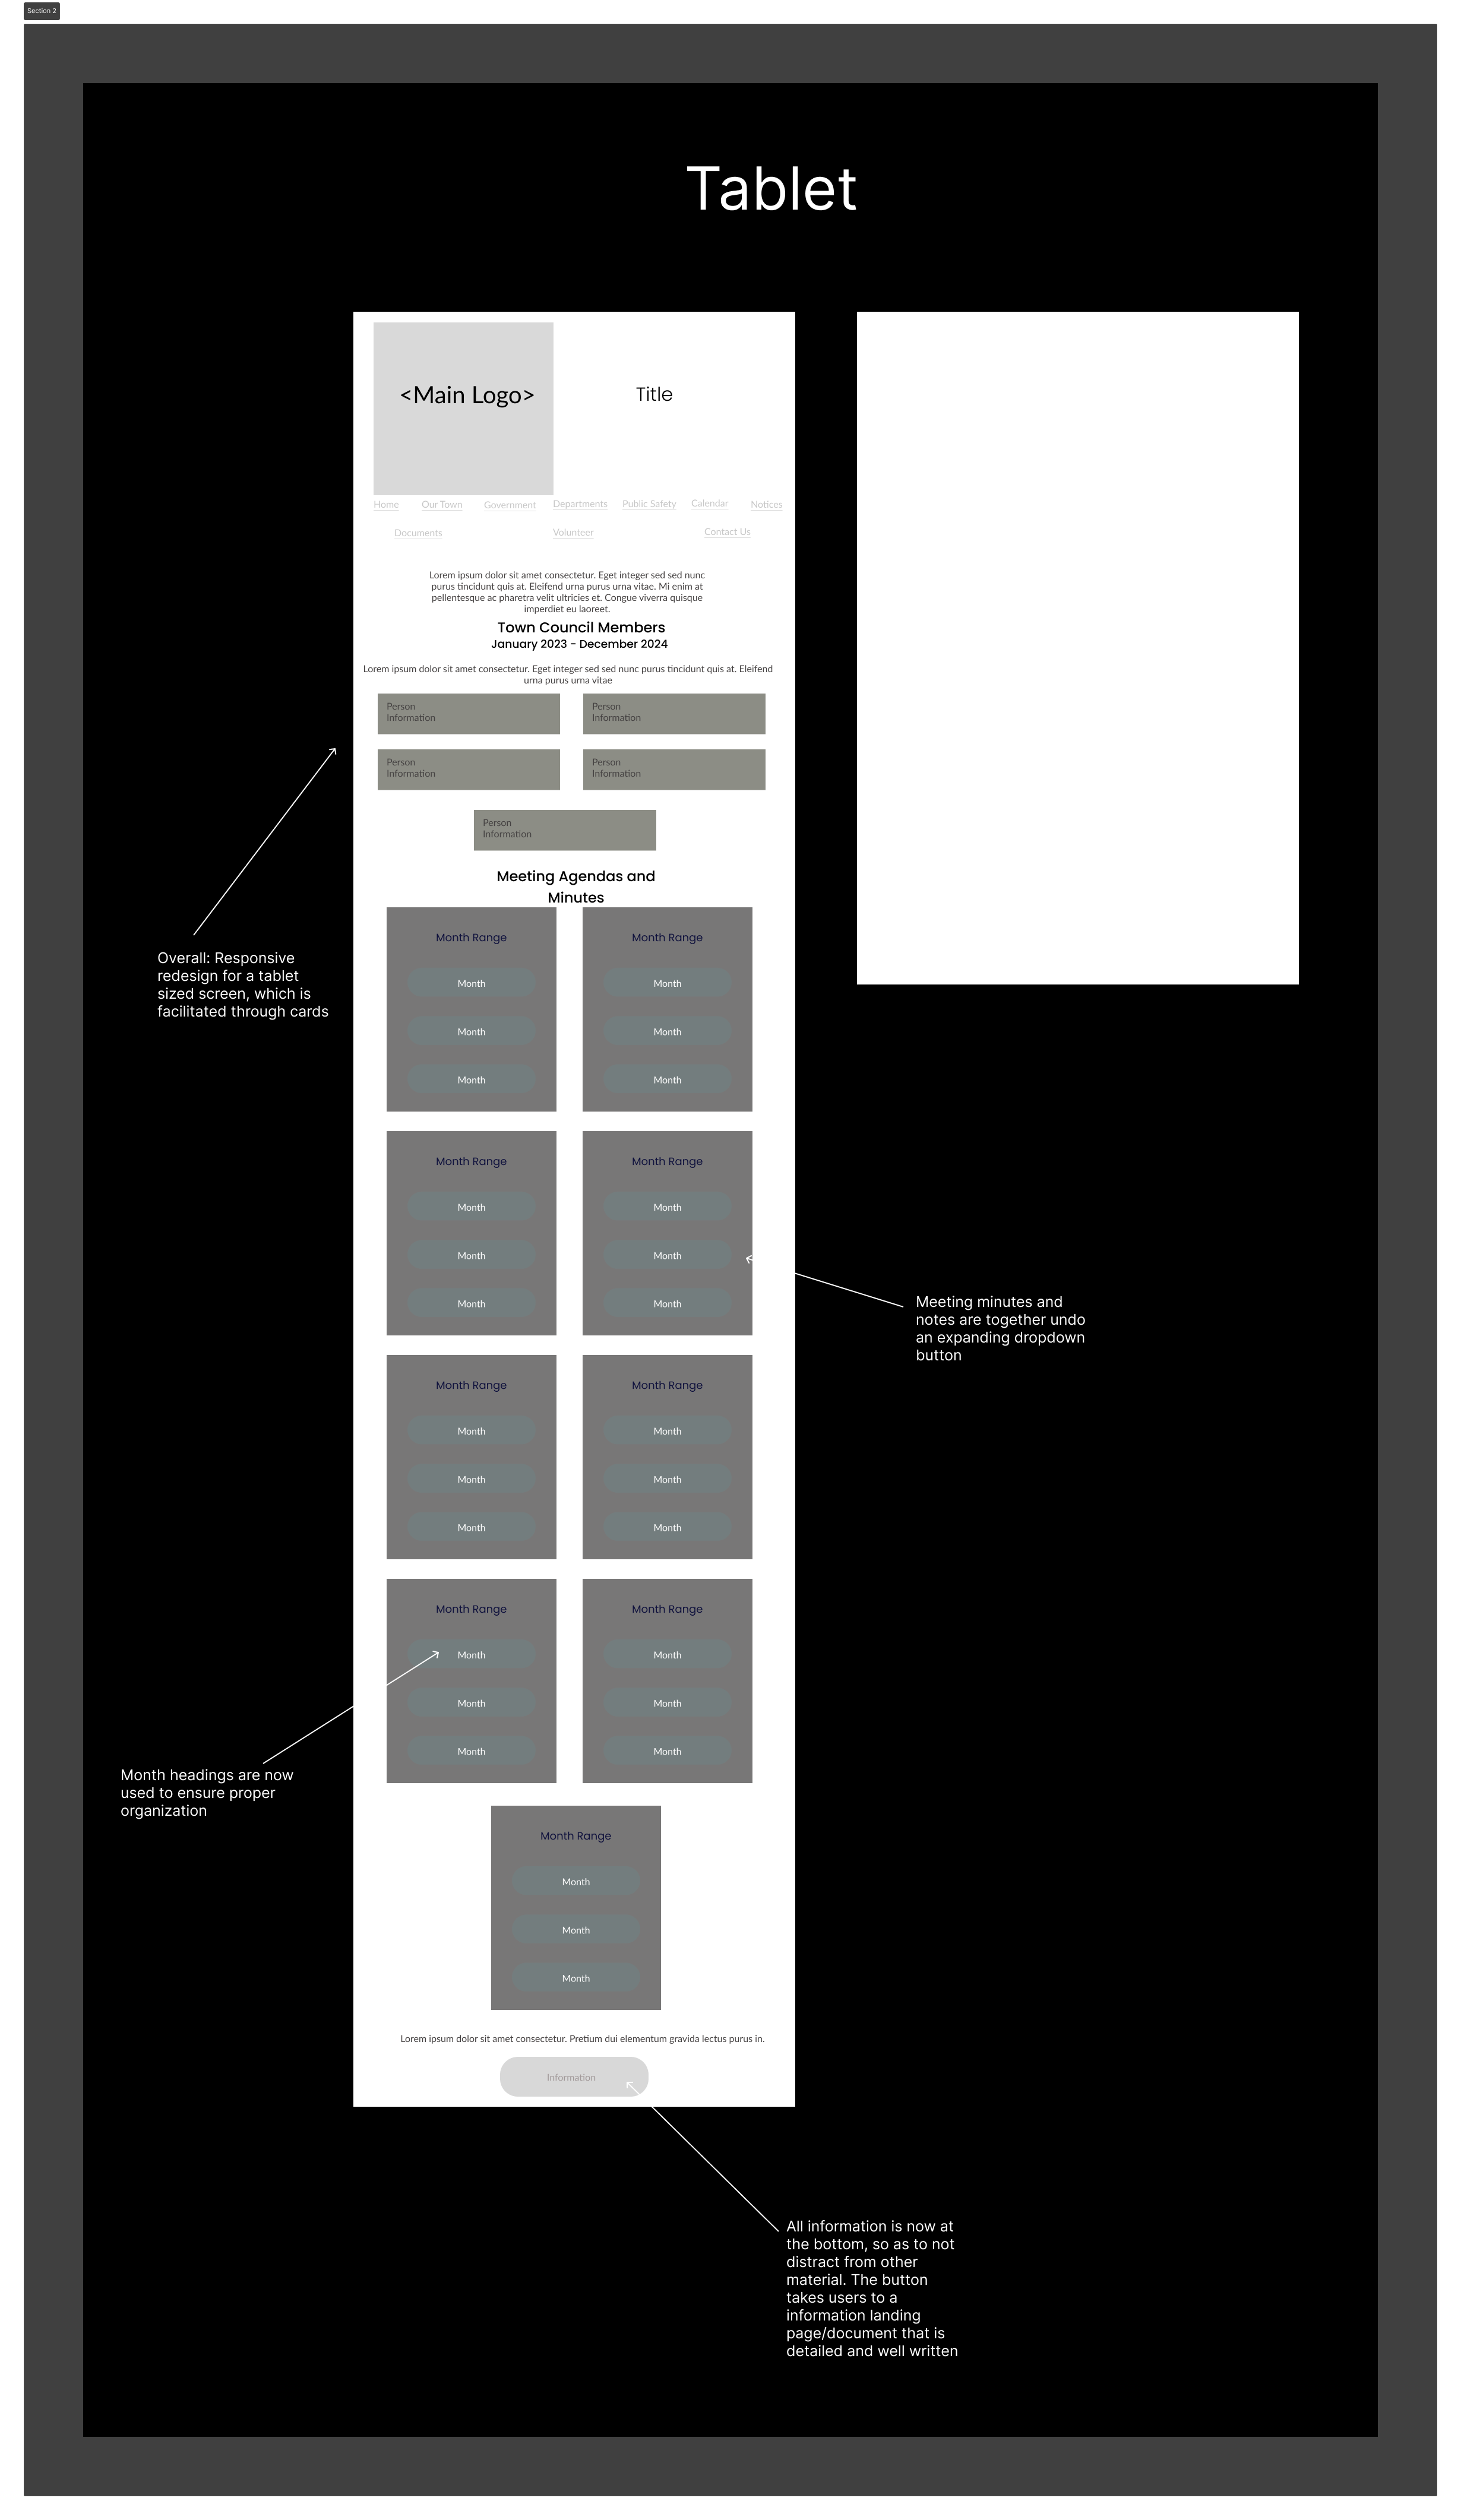 Section 2
Tablet
<Main Logo>
Title
Home Our Town Government Departments Public Safety Calendar Notices
Documents Volunteer Contact Us
Lorem ipsum dolor sit amet consectetur. Eget integer sed sed nunc
purus tincidunt quis at. Eleifend urna purus urna vitae. Mi enim at
pellentesque ac pharetra velit ultricies et. Congue viverra quisque
imperdiet eu laoreet.
Town Council Members
January 2023 - December 2024
Lorem ipsum dolor sit amet consectetur. Eget integer sed sed nunc purus tincidunt quis at. Eleifend
urna purus urna vitae
Person
Information
Person
Information
Person
Information
Person
Information
Person
Information
Overall: Responsive
redesign for a tablet
sized screen, which is
facilitated through cards
Meeting Agendas and
Minutes
Month Range
Month
Month
Month
Month Range
Month
Month
Month
Month Range
Month
Month
Month
Month Range
Month
Month
Month
Meeting minutes and
notes are together undo
an expanding dropdown
button
Month Range
Month
Month
Month
Month Range
Month
Month
Month
Month Range
Month
Month
Month
Month Range
Month
Month
Month
Month headings are now
used to ensure proper
organization
Month Range
Month
Month
Month
Lorem ipsum dolor sit amet consectetur. Pretium dui elementum gravida lectus purus in.
Information
All information is now at
the bottom, so as to not
distract from other
material. The button
takes users to a
information landing
page/document that is
detailed and well written